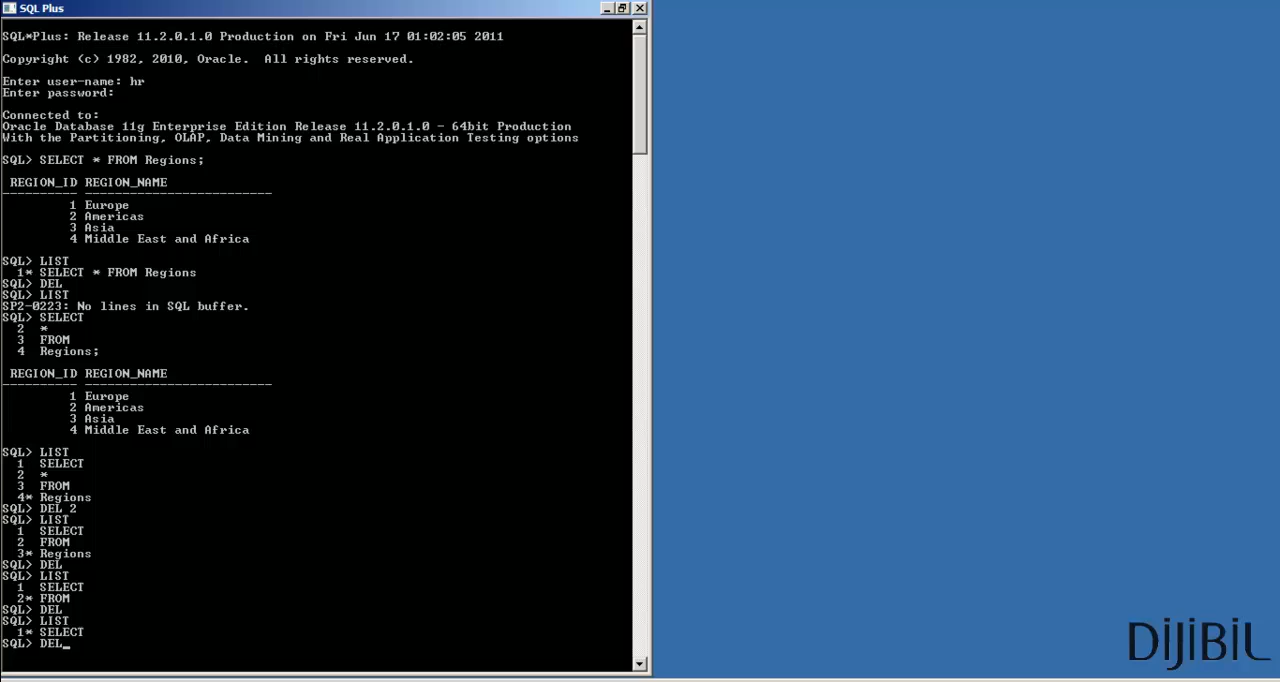 SQL Plus
SQL*Plus: Release 11.2.0.1.0 Production on Fri Jun 17 01:02:05 2011
Copyright (c) 1982, 2010, Oracle.  All rights reserved.
Enter user-name: hr
Enter password:
Connected to:
Oracle Database 11g Enterprise Edition Release 11.2.0.1.0 - 64bit Production
With the Partitioning, OLAP, Data Mining and Real Application Testing options
SQL> SELECT * FROM Regions;
REGION_ID REGION_NAME
---------- -------------------------
1 Europe
2 Americas
3 Asia
4 Middle East and Africa
SQL> LIST
1* SELECT * FROM Regions
SQL> DEL
SQL> LIST
SP2-0223: No lines in SQL buffer.
SQL> SELECT
2  *
3  FROM
4  Regions;
REGION_ID REGION_NAME
---------- -------------------------
1 Europe
2 Americas
3 Asia
4 Middle East and Africa
SQL> LIST
1  SELECT
2  *
3  FROM
4* Regions
SQL> DEL 2
SQL> LIST
1  SELECT
2  FROM
3* Regions
SQL> DEL
SQL> LIST
1  SELECT
2* FROM
SQL> DEL
SQL> LIST
1* SELECT
SQL> DEL_
DiJiBiL